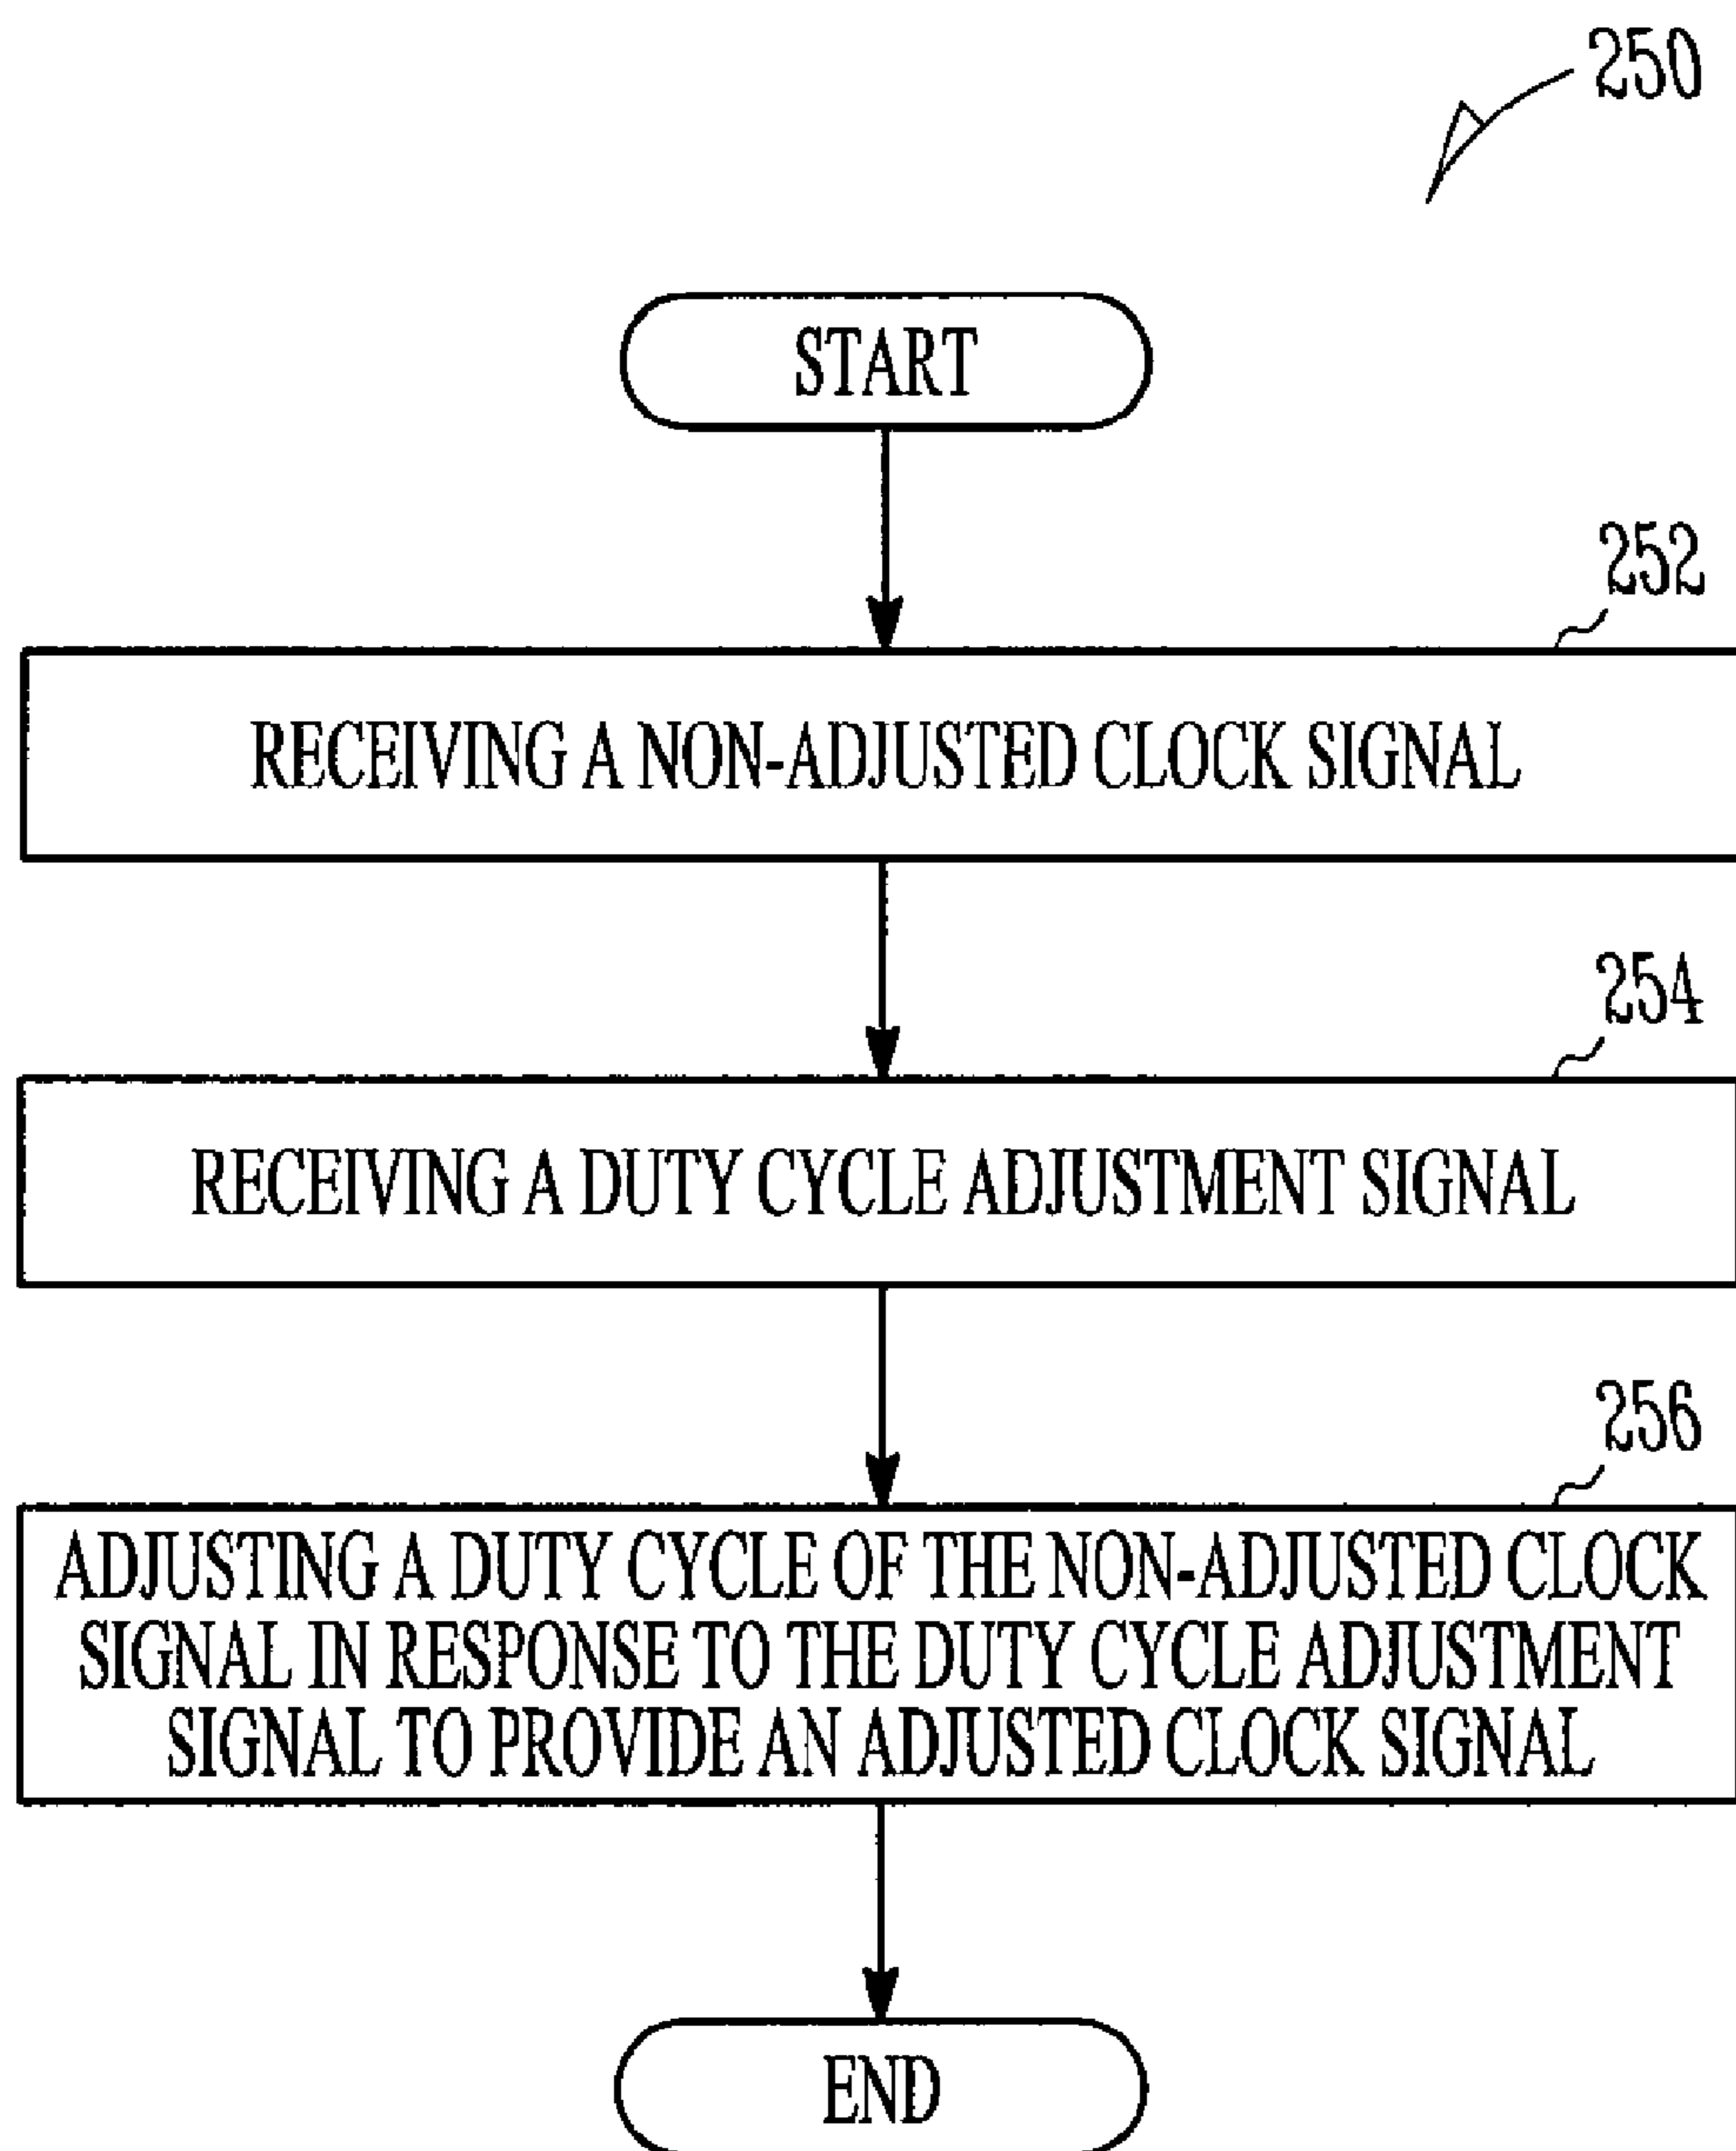 250
START
252
RECEIVING A NON-ADJUSTED CLOCK SIGNAL
254
RECEIVING A DUTY CYCLE ADJUSTMENT SIGNAL
256
ADJUSTING A DUTY CYCLE OF THE NON-ADJUSTED CLOCK
SIGNAL IN RESPONSE TO THE DUTY CYCLE ADJUSTMENT
SIGNAL TO PROVIDE AN ADJUSTED CLOCK SIGNAL
END